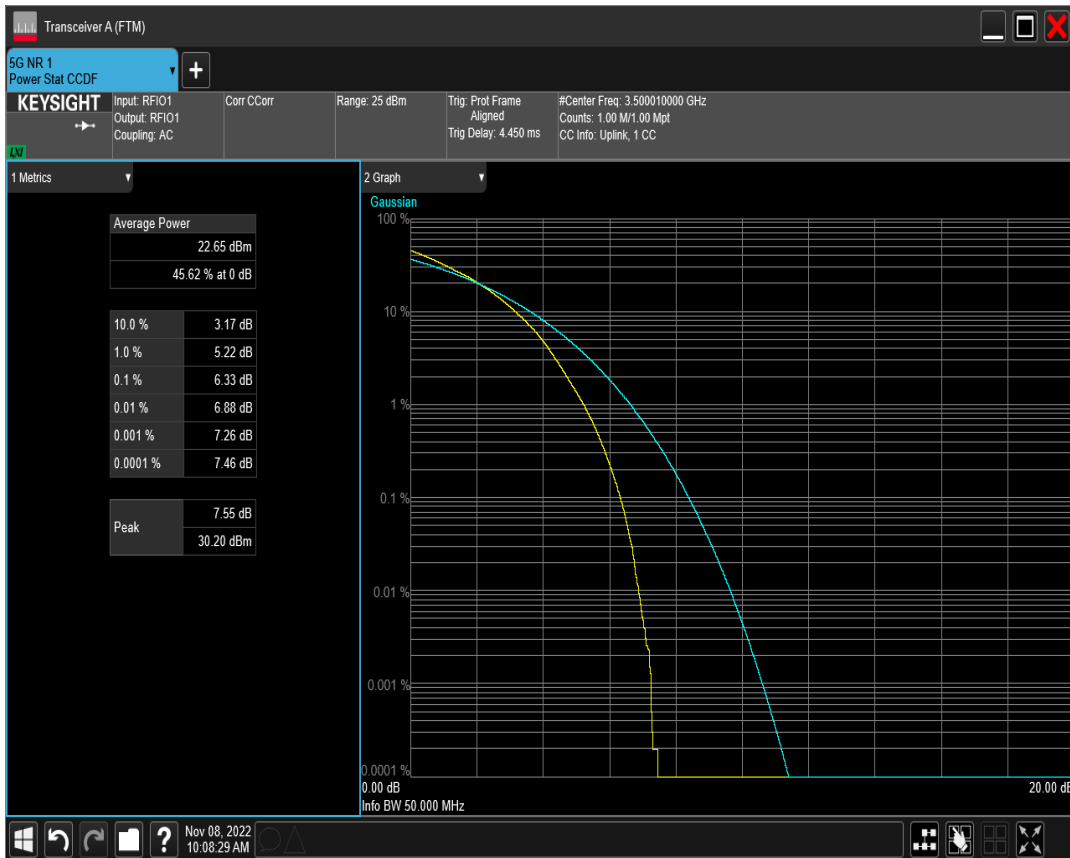 Transceiver A (FTM)
5G NR 1
Power Stat CCDF
+
KEYSIGHT
LXI
Input: RFIO1
Output: RFIO1
Coupling: AC
Corr CCorr
Range: 25 dBm
Trig: Prot Frame
Aligned
Trig Delay: 4.450 ms
#Center Freq: 3.500010000 GHz
Counts: 1.00 M/1.00 Mpt
CC Info: Uplink, 1 CC
1 Metrics
Average Power
22.65 dBm
45.62 % at 0 dB
10.0 % 3.17 dB
1.0 % 5.22 dB
0.1 % 6.33 dB
0.01 % 6.88 dB
0.001 % 7.26 dB
0.0001 % 7.46 dB
Peak
7.55 dB
30.20 dBm
2 Graph
Gaussian
100 %
10 %
1 %
0.1 %
0.01 %
0.001 %
0.0001 %
0.00 dB 20.00 dB
Info BW 50.000 MHz
?
Nov 08, 2022
10:08:29 AM